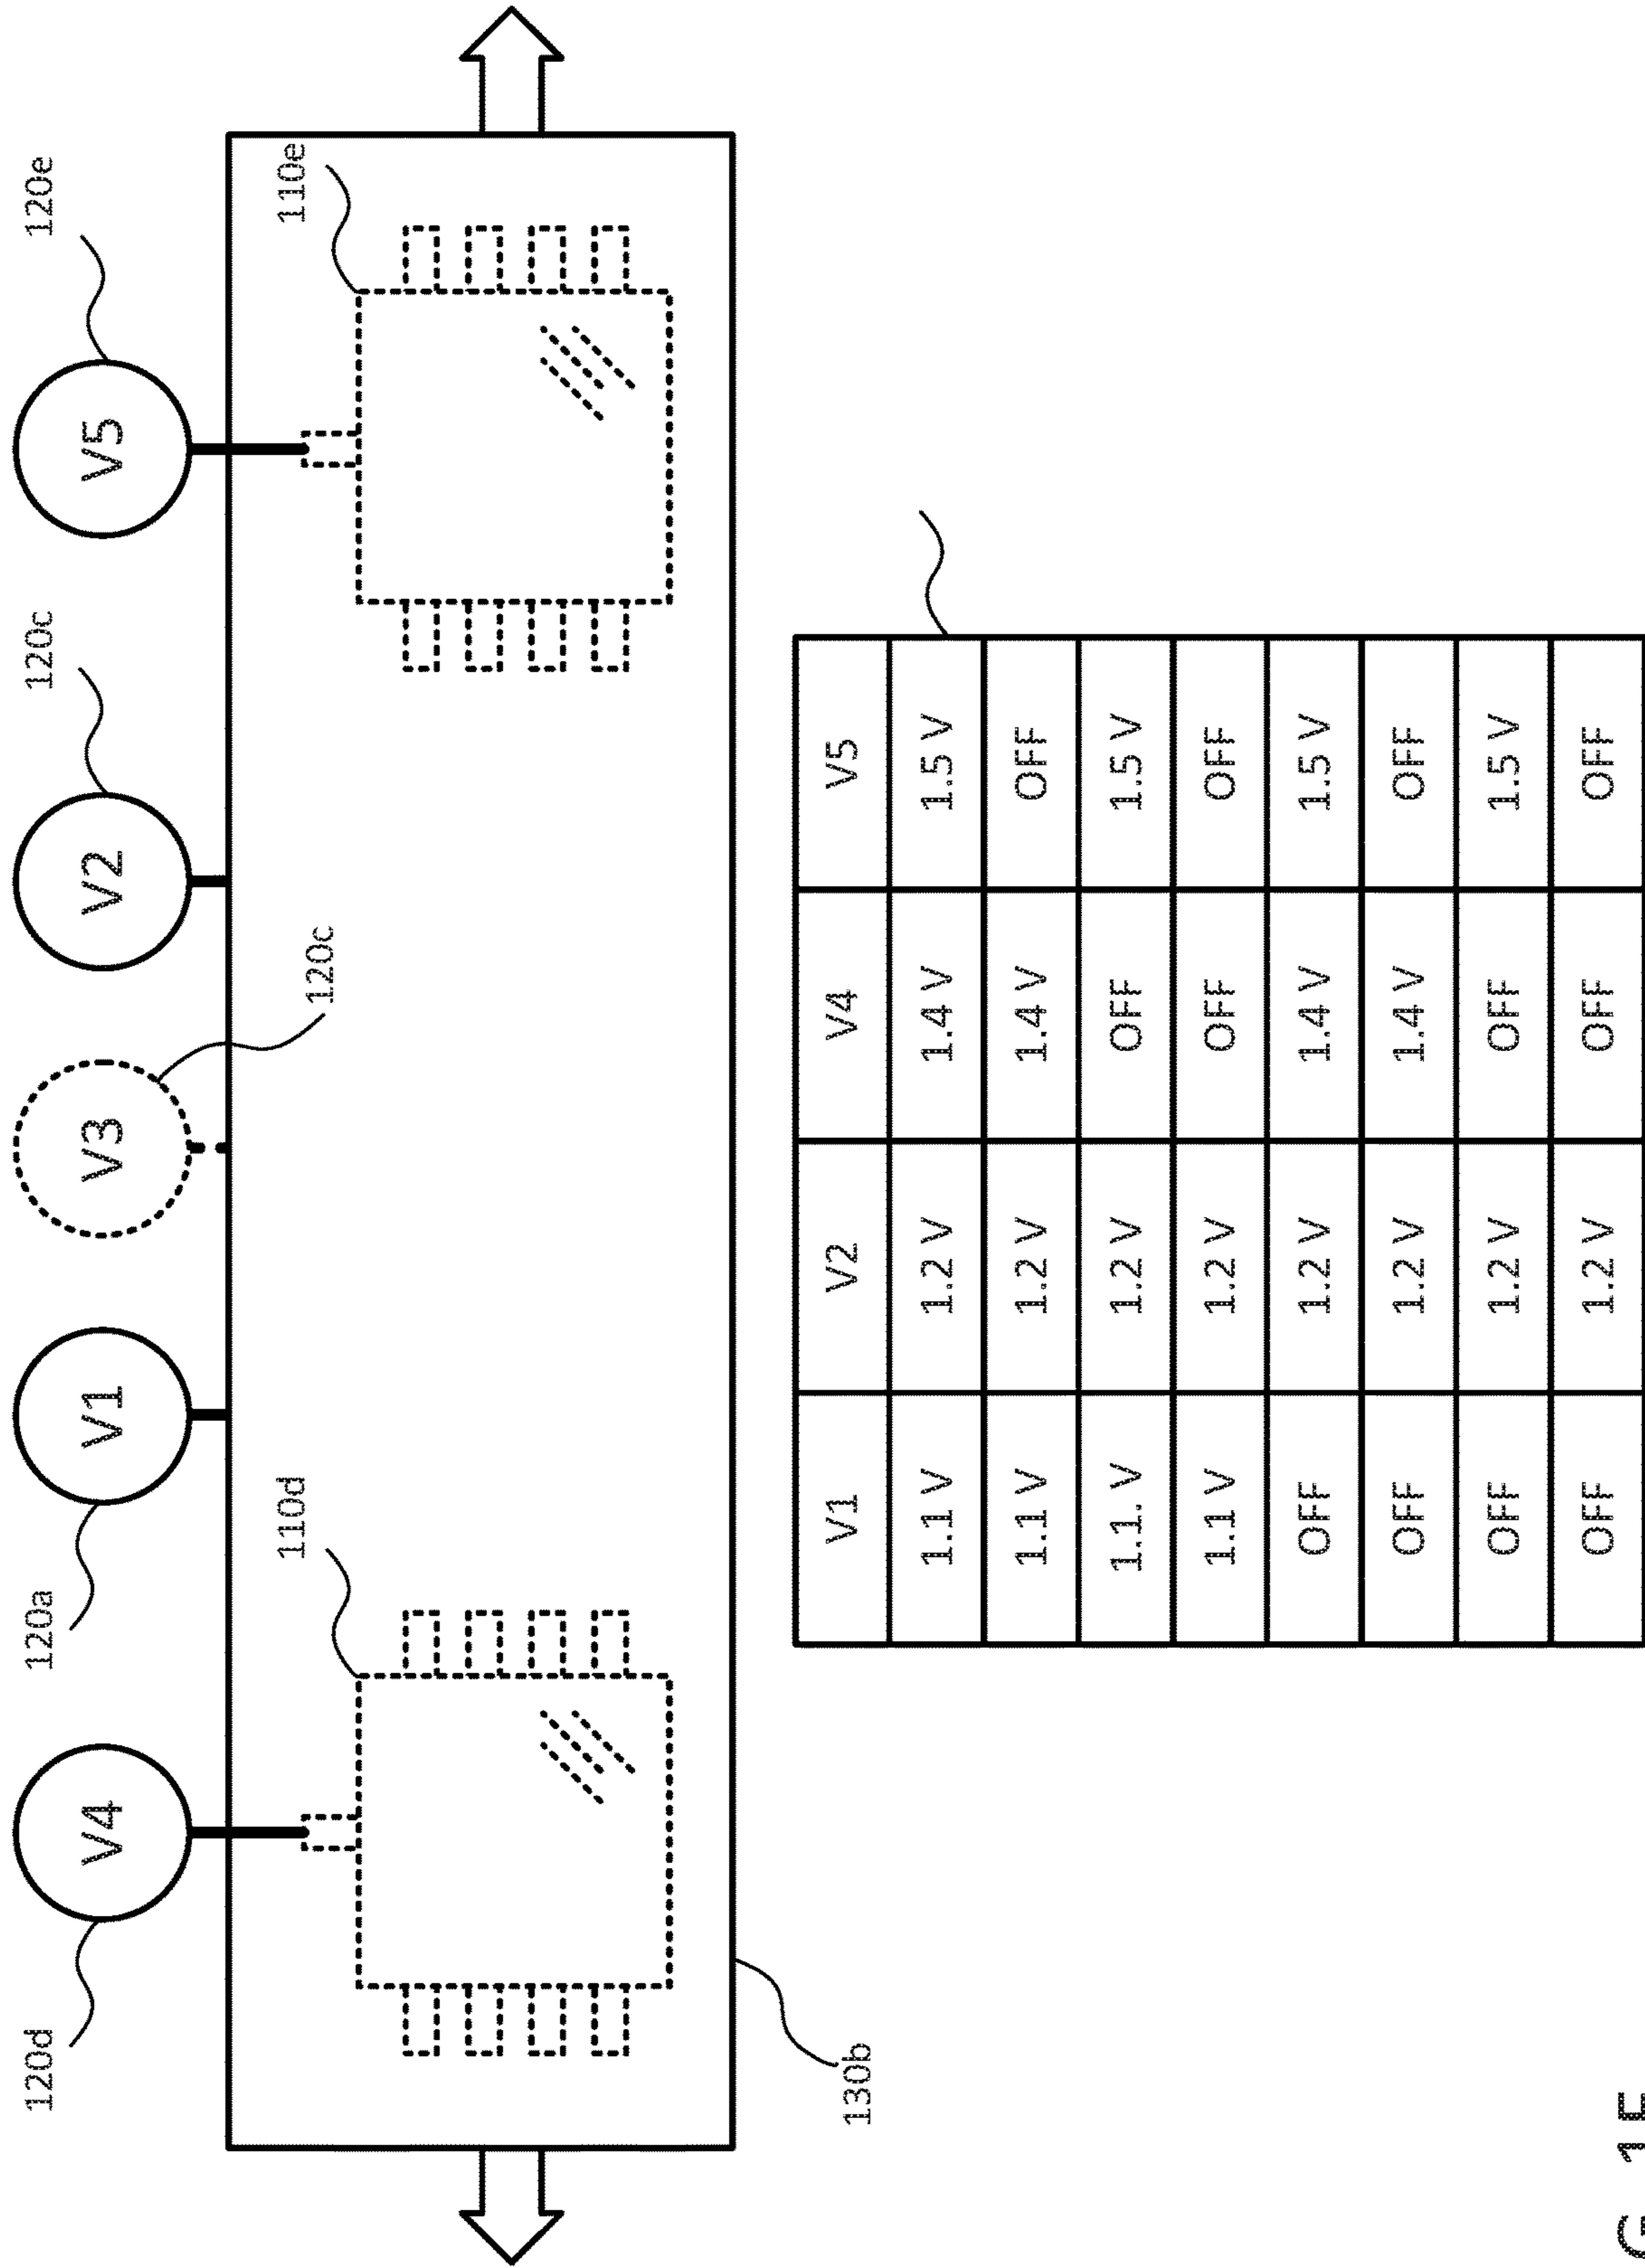 120d
120a
120c
120e
V4
V1
V3
V2
V5
110d
120c
110e
130b
V1 V2 V4 V5
1.1 V 1.2 V 1.4 V 1.5 V
1.1 V 1.2 V 1.4 V OFF
1.1. V 1.2 V OFF 1.5 V
1.1 V 1.2 V OFF OFF
OFF 1.2 V 1.4 V 1.5 V
OFF 1.2 V 1.4 V OFF
OFF 1.2 V OFF 1.5 V
OFF 1.2 V OFF OFF